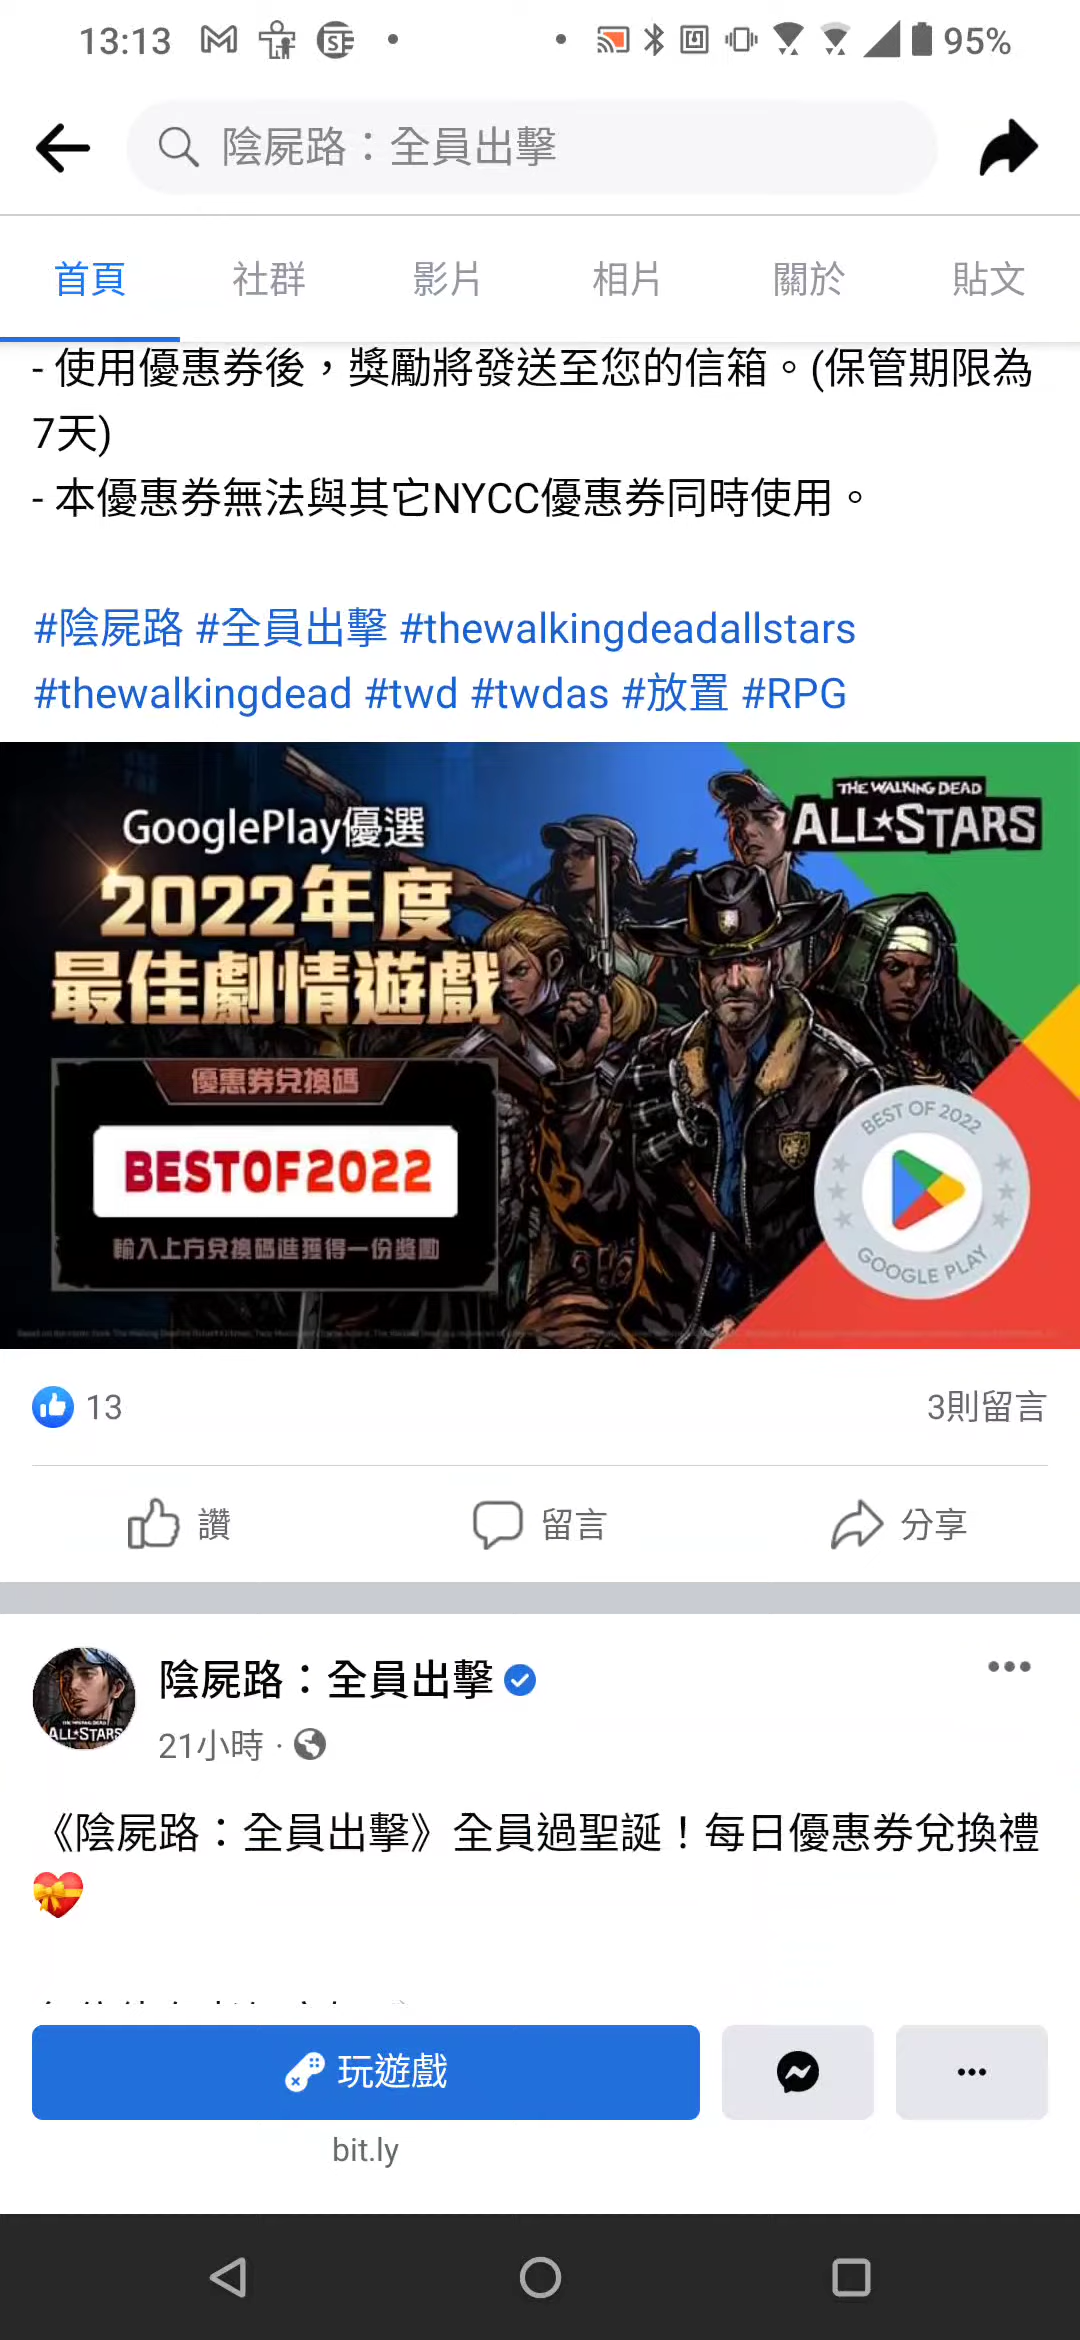 13:13
95%
陰屍路：全員出擊
首頁 社群 影片 相片 關於 貼文
- 使用優惠券後，獎勵將發送至您的信箱。(保管期限為
7天)
- 本優惠券無法與其它NYCC優惠券同時使用。
#陰屍路 #全員出擊 #thewalkingdeadallstars
#thewalkingdead #twd #twdas #放置 #RPG
THE WALKING DEAD
ALL★STARS
GooglePlay優選
2022年度
最佳劇情遊戲
優惠券兌換碼
BESTOF2022
輸入上方兌換碼進獲得一份獎勵
BEST OF 2022
GOOGLE PLAY
13
3則留言
讚 留言 分享
陰屍路：全員出擊
ALL★STARS
21小時 ·
《陰屍路：全員出擊》全員過聖誕！每日優惠券兌換禮
💝
玩遊戲
bit.ly